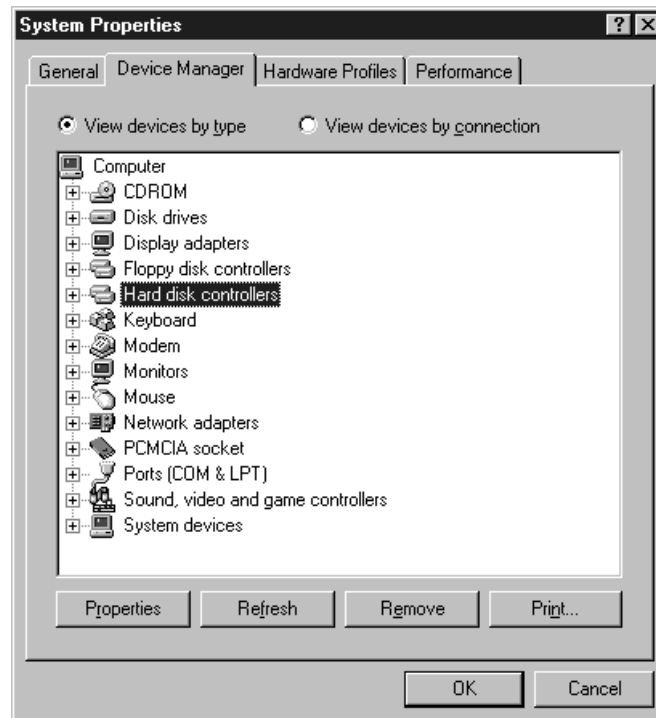 System Properties
General Device Manager Hardware Profiles Performance
View devices by type View devices by connection
Computer
CDROM
Disk drives
Display adapters
Floppy disk controllers
Hard disk controllers
Keyboard
Modem
Monitors
Mouse
Network adapters
PCMCIA socket
Ports (COM & LPT)
Sound, video and game controllers
System devices
Properties Refresh Remove Print...
OK Cancel